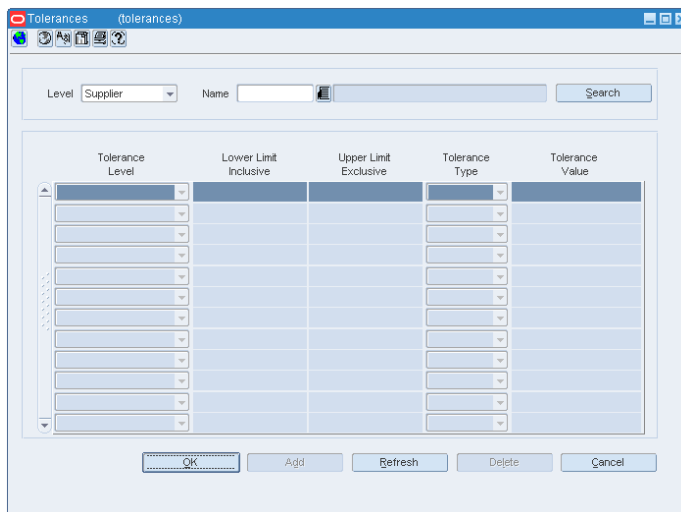 Tolerances (tolerances)
Level Supplier Name Search
Tolerance Level Lower Limit Inclusive Upper Limit Exclusive Tolerance Type Tolerance Value
OK Add Refresh Delete Cancel